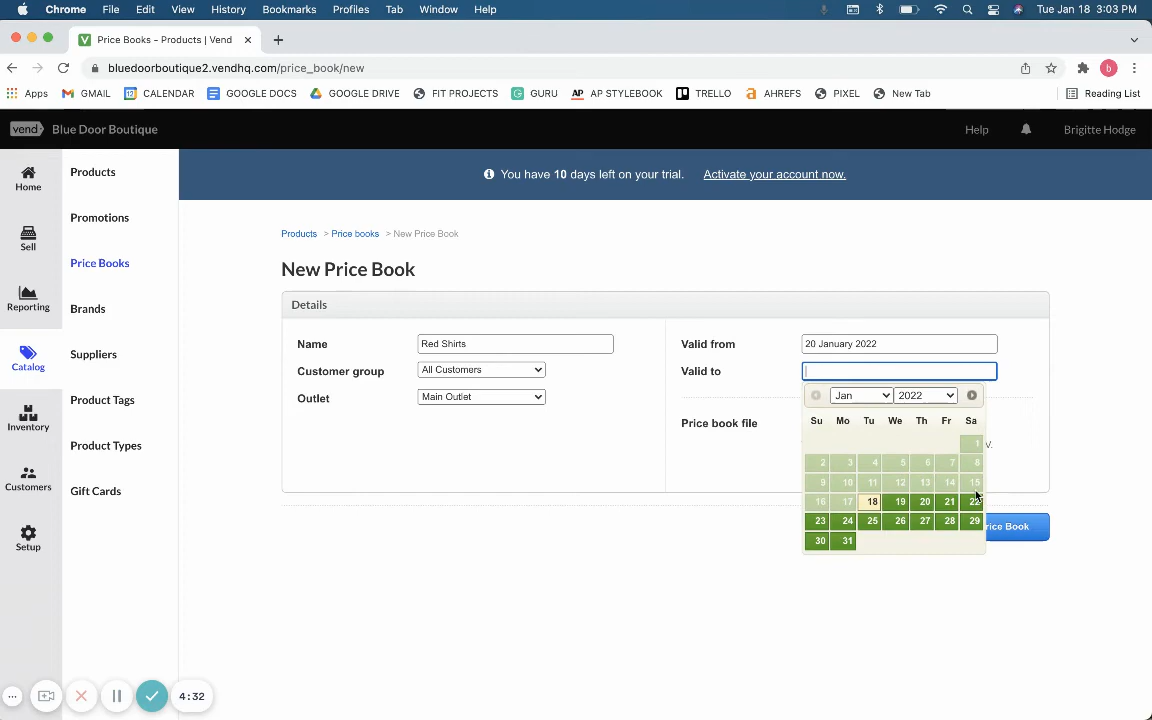 Chrome File Edit View History Bookmarks Profiles Tab Window Help Tue Jan 18 3:03 PM
Price Books - Products | Vend
bluedoorboutique2.vendhq.com/price_book/new
Apps GMAIL CALENDAR GOOGLE DOCS GOOGLE DRIVE FIT PROJECTS GURU AP AP STYLEBOOK TRELLO AHREFS PIXEL New Tab Reading List
vend Blue Door Boutique Help Brigitte Hodge
You have 10 days left on your trial. Activate your account now.
Home
Sell
Reporting
Catalog
Inventory
Customers
Setup
Products
Promotions
Price Books
Brands
Suppliers
Product Tags
Product Types
Gift Cards
Products > Price books > New Price Book
New Price Book
Details
Name Red Shirts
Customer group All Customers
Outlet Main Outlet
Valid from 20 January 2022
Valid to
Price book file
Jan 2022
Su Mo Tu We Th Fr Sa
1
2 3 4 5 6 7 8
9 10 11 12 13 14 15
16 17 18 19 20 21 22
23 24 25 26 27 28 29
30 31
v.
rice Book
4:32